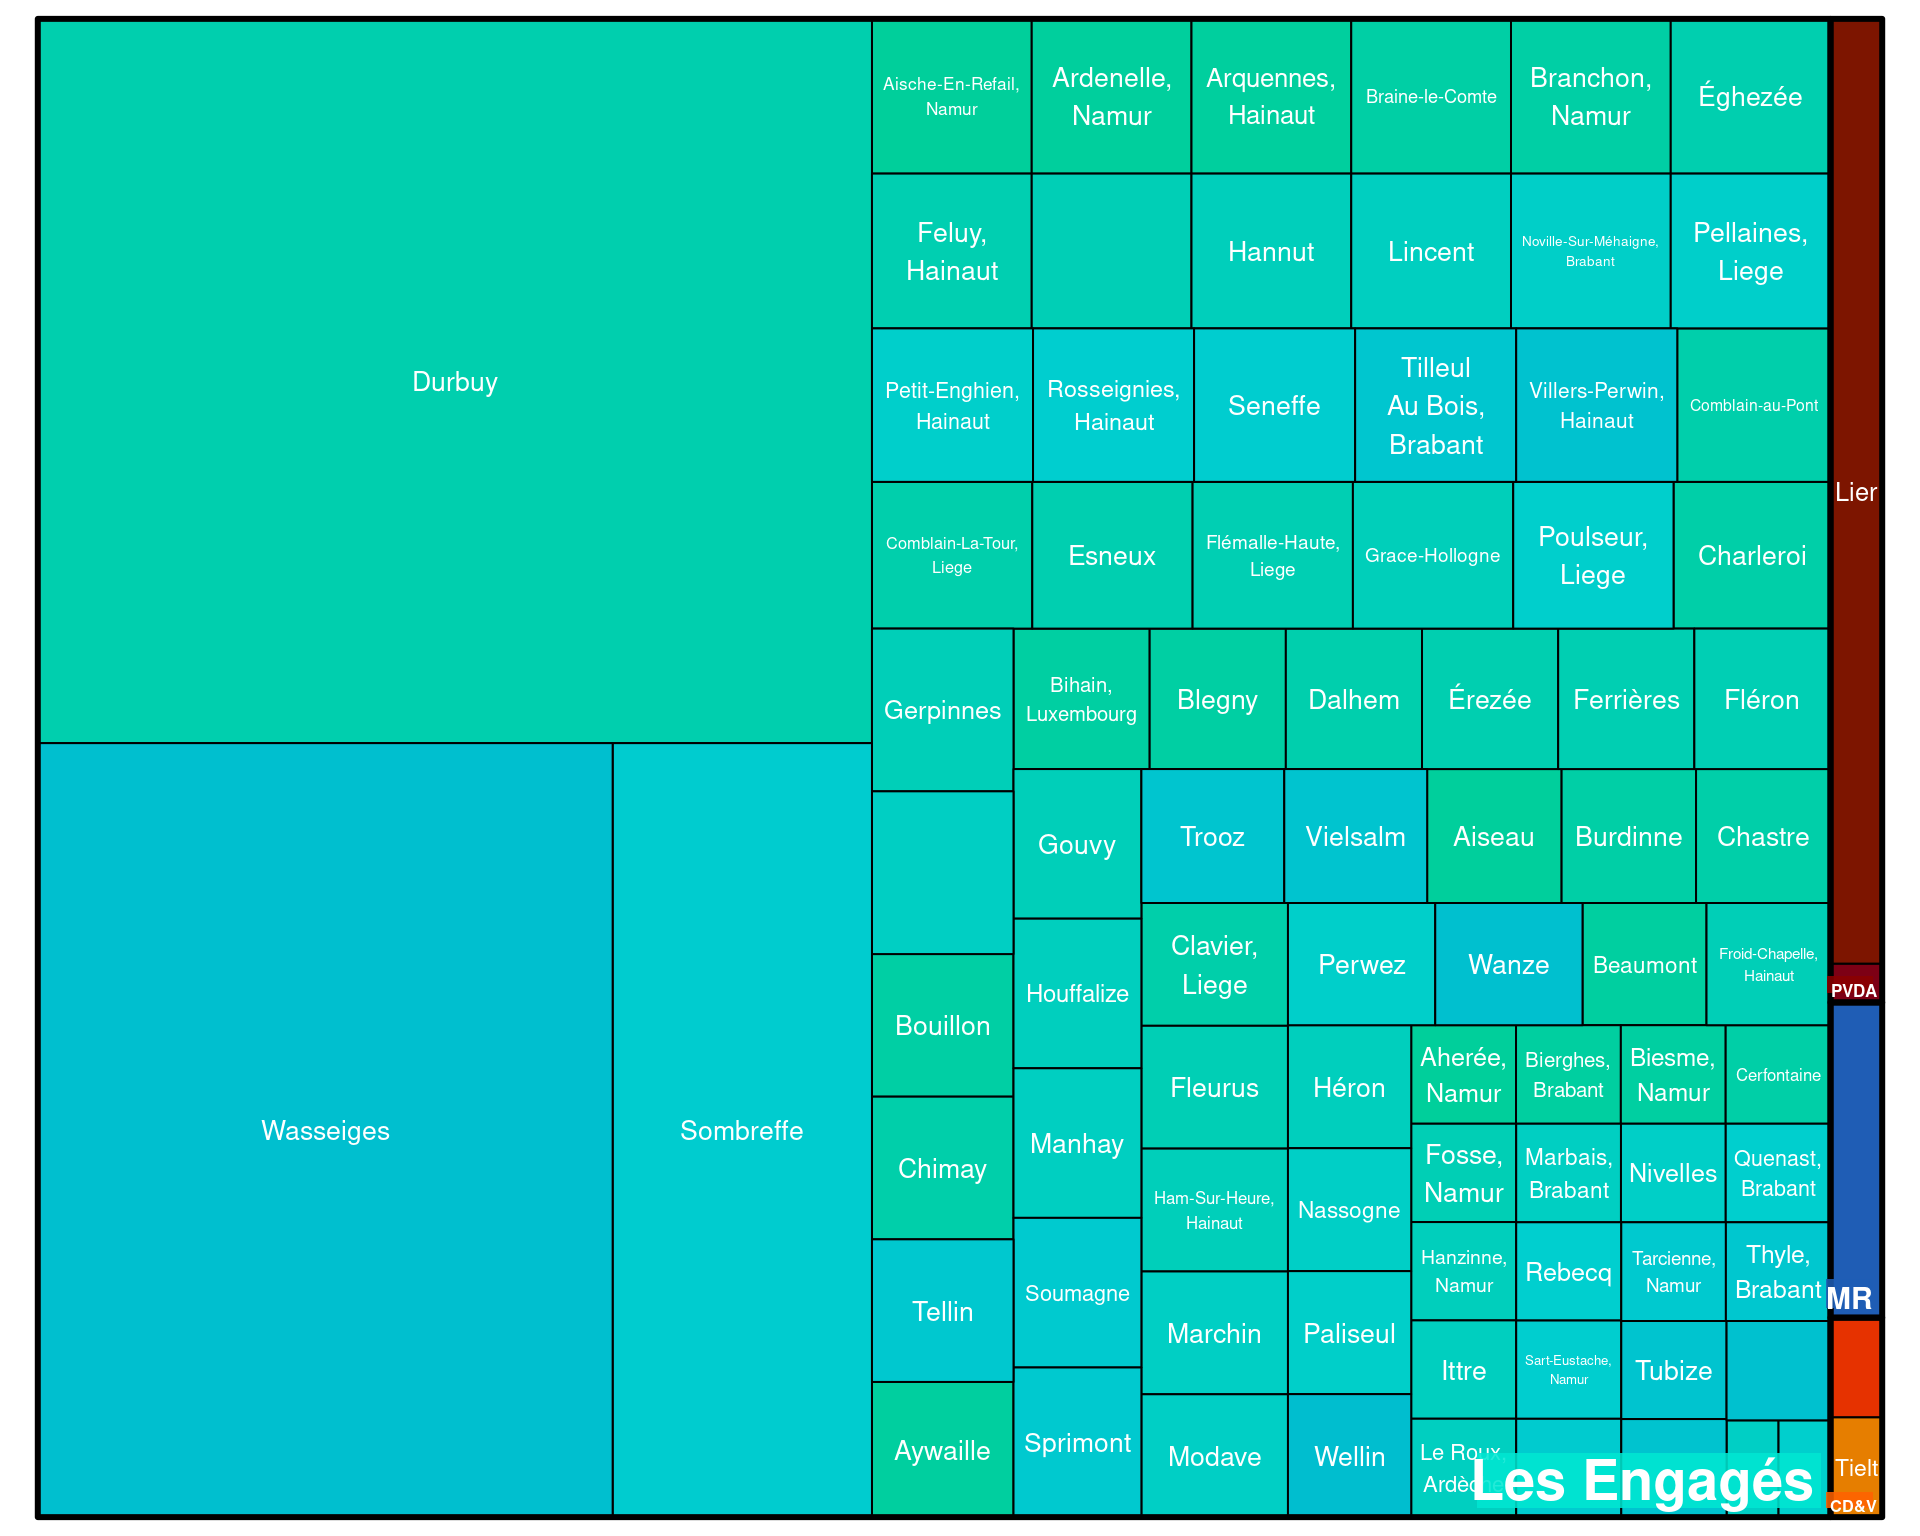 Durbuy
Wasseiges
Sombreffe
Aische-En-Refail,
Namur
Ardenelle,
Namur
Arquennes,
Hainaut
Braine-le-Comte
Branchon,
Namur
Éghezée
Feluy,
Hainaut
Hannut
Lincent
Noville-Sur-Méhaigne,
Brabant
Pellaines,
Liege
Petit-Enghien,
Hainaut
Rosseignies,
Hainaut
Seneffe
Tilleul
Au Bois,
Brabant
Villers-Perwin,
Hainaut
Comblain-au-Pont
Comblain-La-Tour,
Liege
Esneux
Flémalle-Haute,
Liege
Grace-Hollogne
Poulseur,
Liege
Charleroi
Gerpinnes
Bihain,
Luxembourg
Blegny
Dalhem
Érezée
Ferrières
Fléron
Gouvy
Trooz
Vielsalm
Aiseau
Burdinne
Chastre
Bouillon
Houffalize
Clavier,
Liege
Perwez
Wanze
Beaumont
Froid-Chapelle,
Hainaut
Chimay
Manhay
Fleurus
Héron
Aherée,
Namur
Bierghes,
Brabant
Biesme,
Namur
Cerfontaine
Fosse,
Namur
Marbais,
Brabant
Nivelles
Quenast,
Brabant
Tellin
Soumagne
Ham-Sur-Heure,
Hainaut
Nassogne
Hanzinne,
Namur
Rebecq
Tarcienne,
Namur
Thyle,
Brabant
Marchin
Paliseul
Ittre
Sart-Eustache,
Namur
Tubize
Aywaille
Sprimont
Modave
Wellin
Le Roux,
Ardèche
Les Engagés
Lier
PVDA
MR
Tielt
CD&V